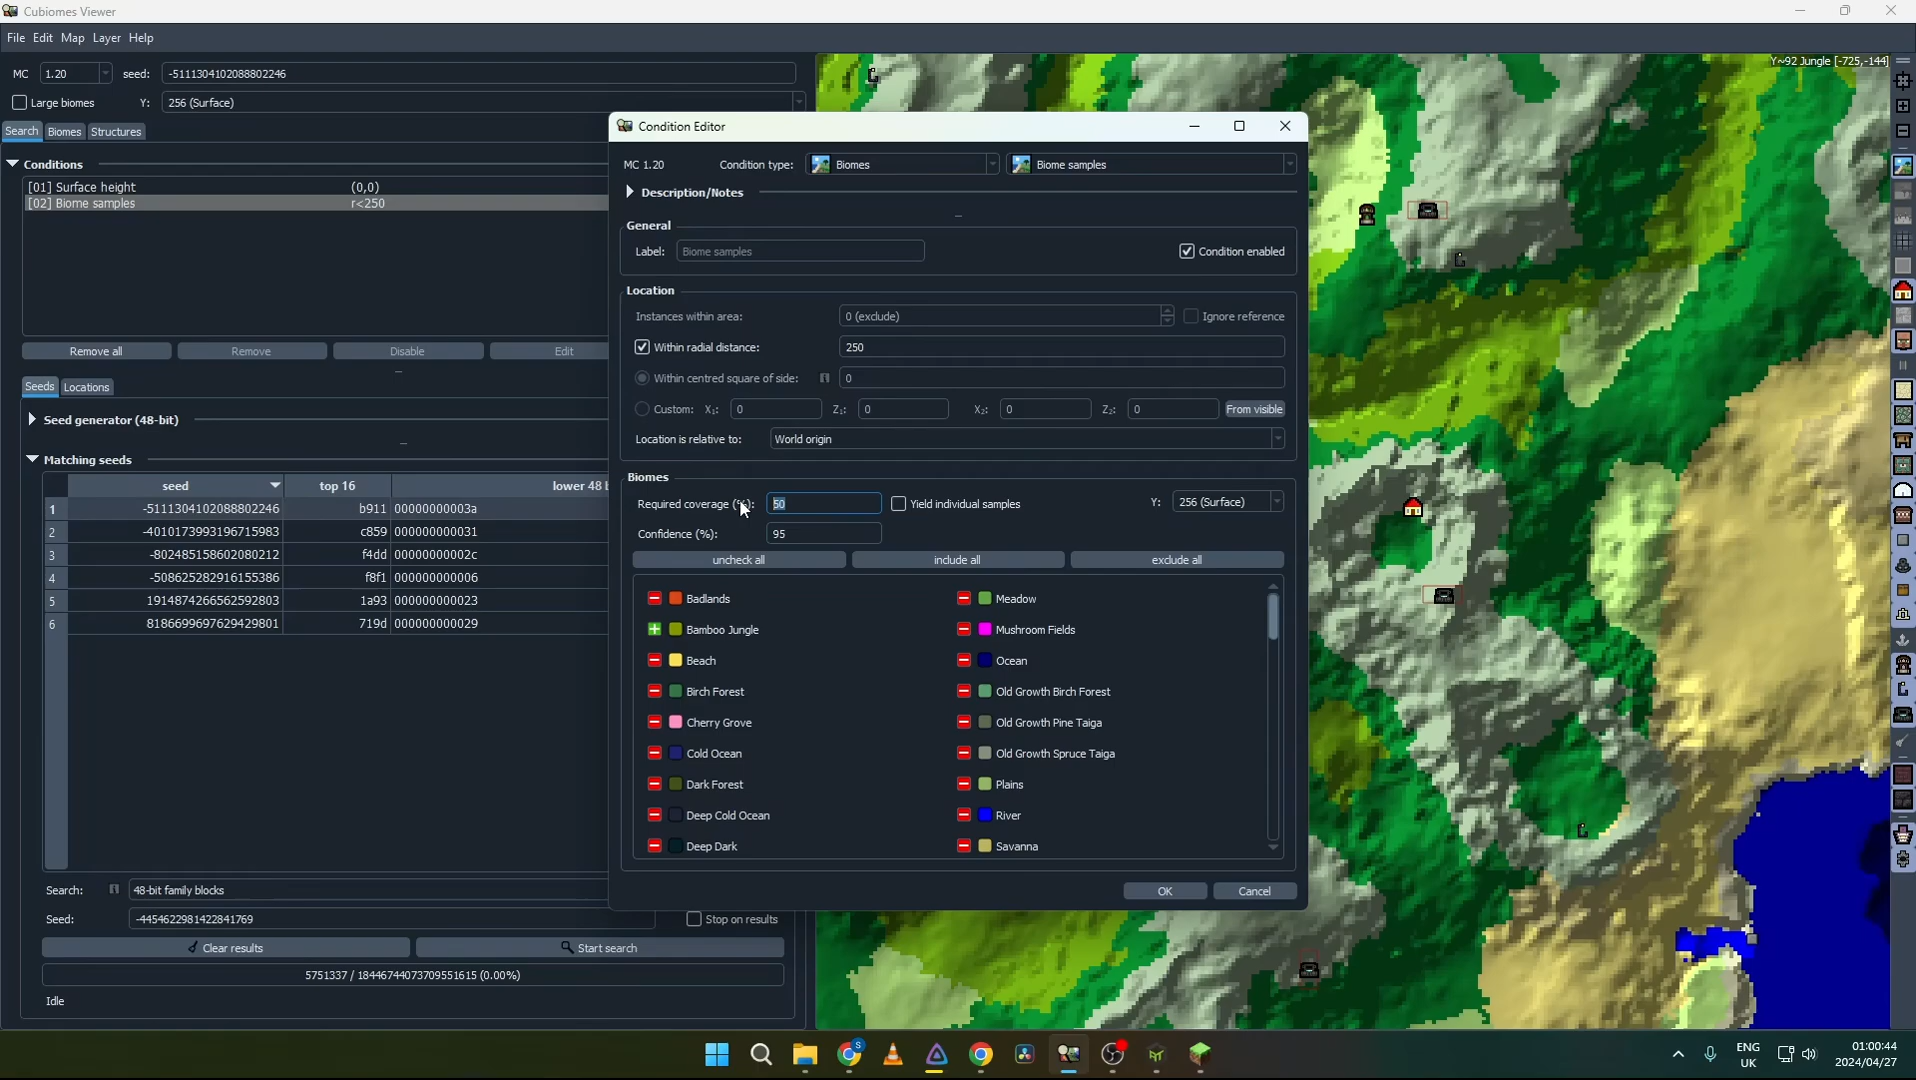 Cubiomes Viewer
File Edit Map Layer Help
MC 1.20 seed: -5111304102088802246
Large biomes Y: 256 (Surface)
Search Biomes Structures
Conditions
[01] Surface height (0,0)
[02] Biome samples r<250
Remove all Remove Disable Edit
Seeds Locations
Seed generator (48-bit)
Matching seeds
seed top 16 lower 48 b
1 -5111304102088802246 b911 00000000003a
2 -4010173993196715983 c859 000000000031
3 -802485158602080212 f4dd 00000000002c
4 -508625282916155386 f8f1 000000000006
5 1914874266562592803 1a93 000000000023
6 8186699697629429801 719d 000000000029
Search: 48-bit family blocks
Seed: -4454622981422841769 Stop on results
Clear results Start search
5751337 / 18446744073709551615 (0.00%)
Idle
Condition Editor
MC 1.20 Condition type: Biomes Biome samples
Description/Notes
General
Label: Biome samples Condition enabled
Location
Instances within area: 0 (exclude) Ignore reference
Within radial distance: 250
Within centred square of side: 0
Custom: X₁: 0 Z₁: 0 X₂: 0 Z₂: 0 From visible
Location is relative to: World origin
Biomes
Required coverage (%): 50 Yield individual samples Y: 256 (Surface)
Confidence (%): 95
uncheck all include all exclude all
Badlands Meadow
Bamboo Jungle Mushroom Fields
Beach Ocean
Birch Forest Old Growth Birch Forest
Cherry Grove Old Growth Pine Taiga
Cold Ocean Old Growth Spruce Taiga
Dark Forest Plains
Deep Cold Ocean River
Deep Dark Savanna
OK Cancel
Y~92 Jungle [-725,-144]
ENG
UK
01:00:44
2024/04/27